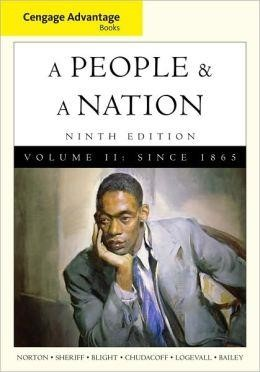 Cengage Advantage
Books
A PEOPLE &
A NATION
NINTH EDITION
VOLUME II: SINCE 1865
NORTON • SHERIFF • BLIGHT • CHUDACOFF • LOGEVALL • BAILEY